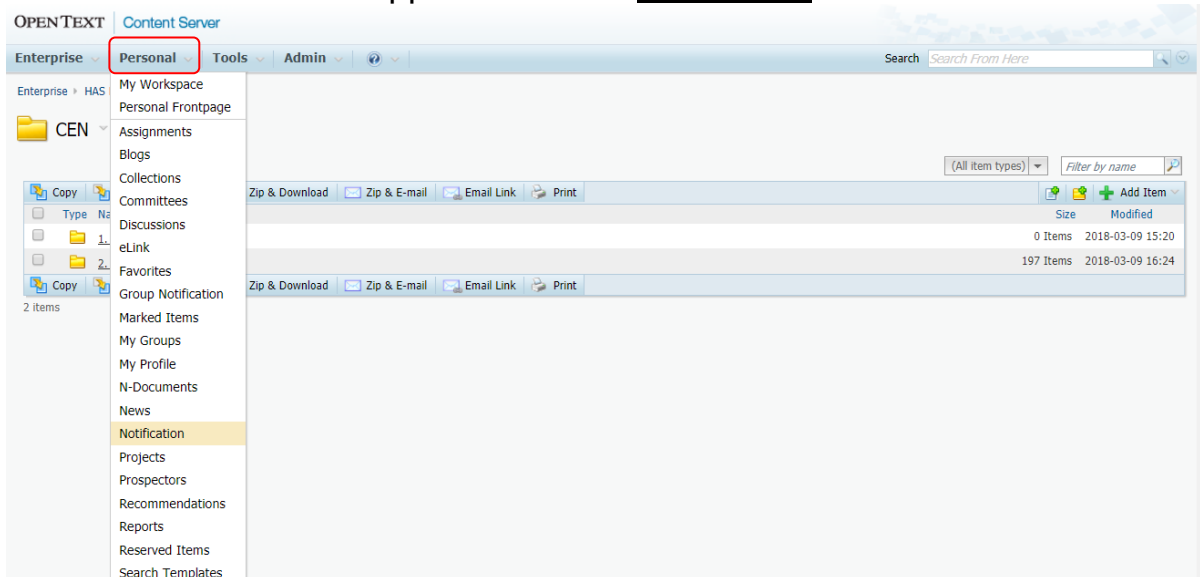 OPENTEXT Content Server
Enterprise Personal Tools Admin Search Search From Here
Enterprise HAS
CEN
(All item types) Filter by name
Copy Zip & Download Zip & E-mail Email Link Print Add Item
Type Na Size Modified
1. 0 Items 2018-03-09 15:20
2. 197 Items 2018-03-09 16:24
Copy Zip & Download Zip & E-mail Email Link Print
2 items
My Workspace
Personal Frontpage
Assignments
Blogs
Collections
Committees
Discussions
eLink
Favorites
Group Notification
Marked Items
My Groups
My Profile
N-Documents
News
Notification
Projects
Prospectors
Recommendations
Reports
Reserved Items
Search Templates